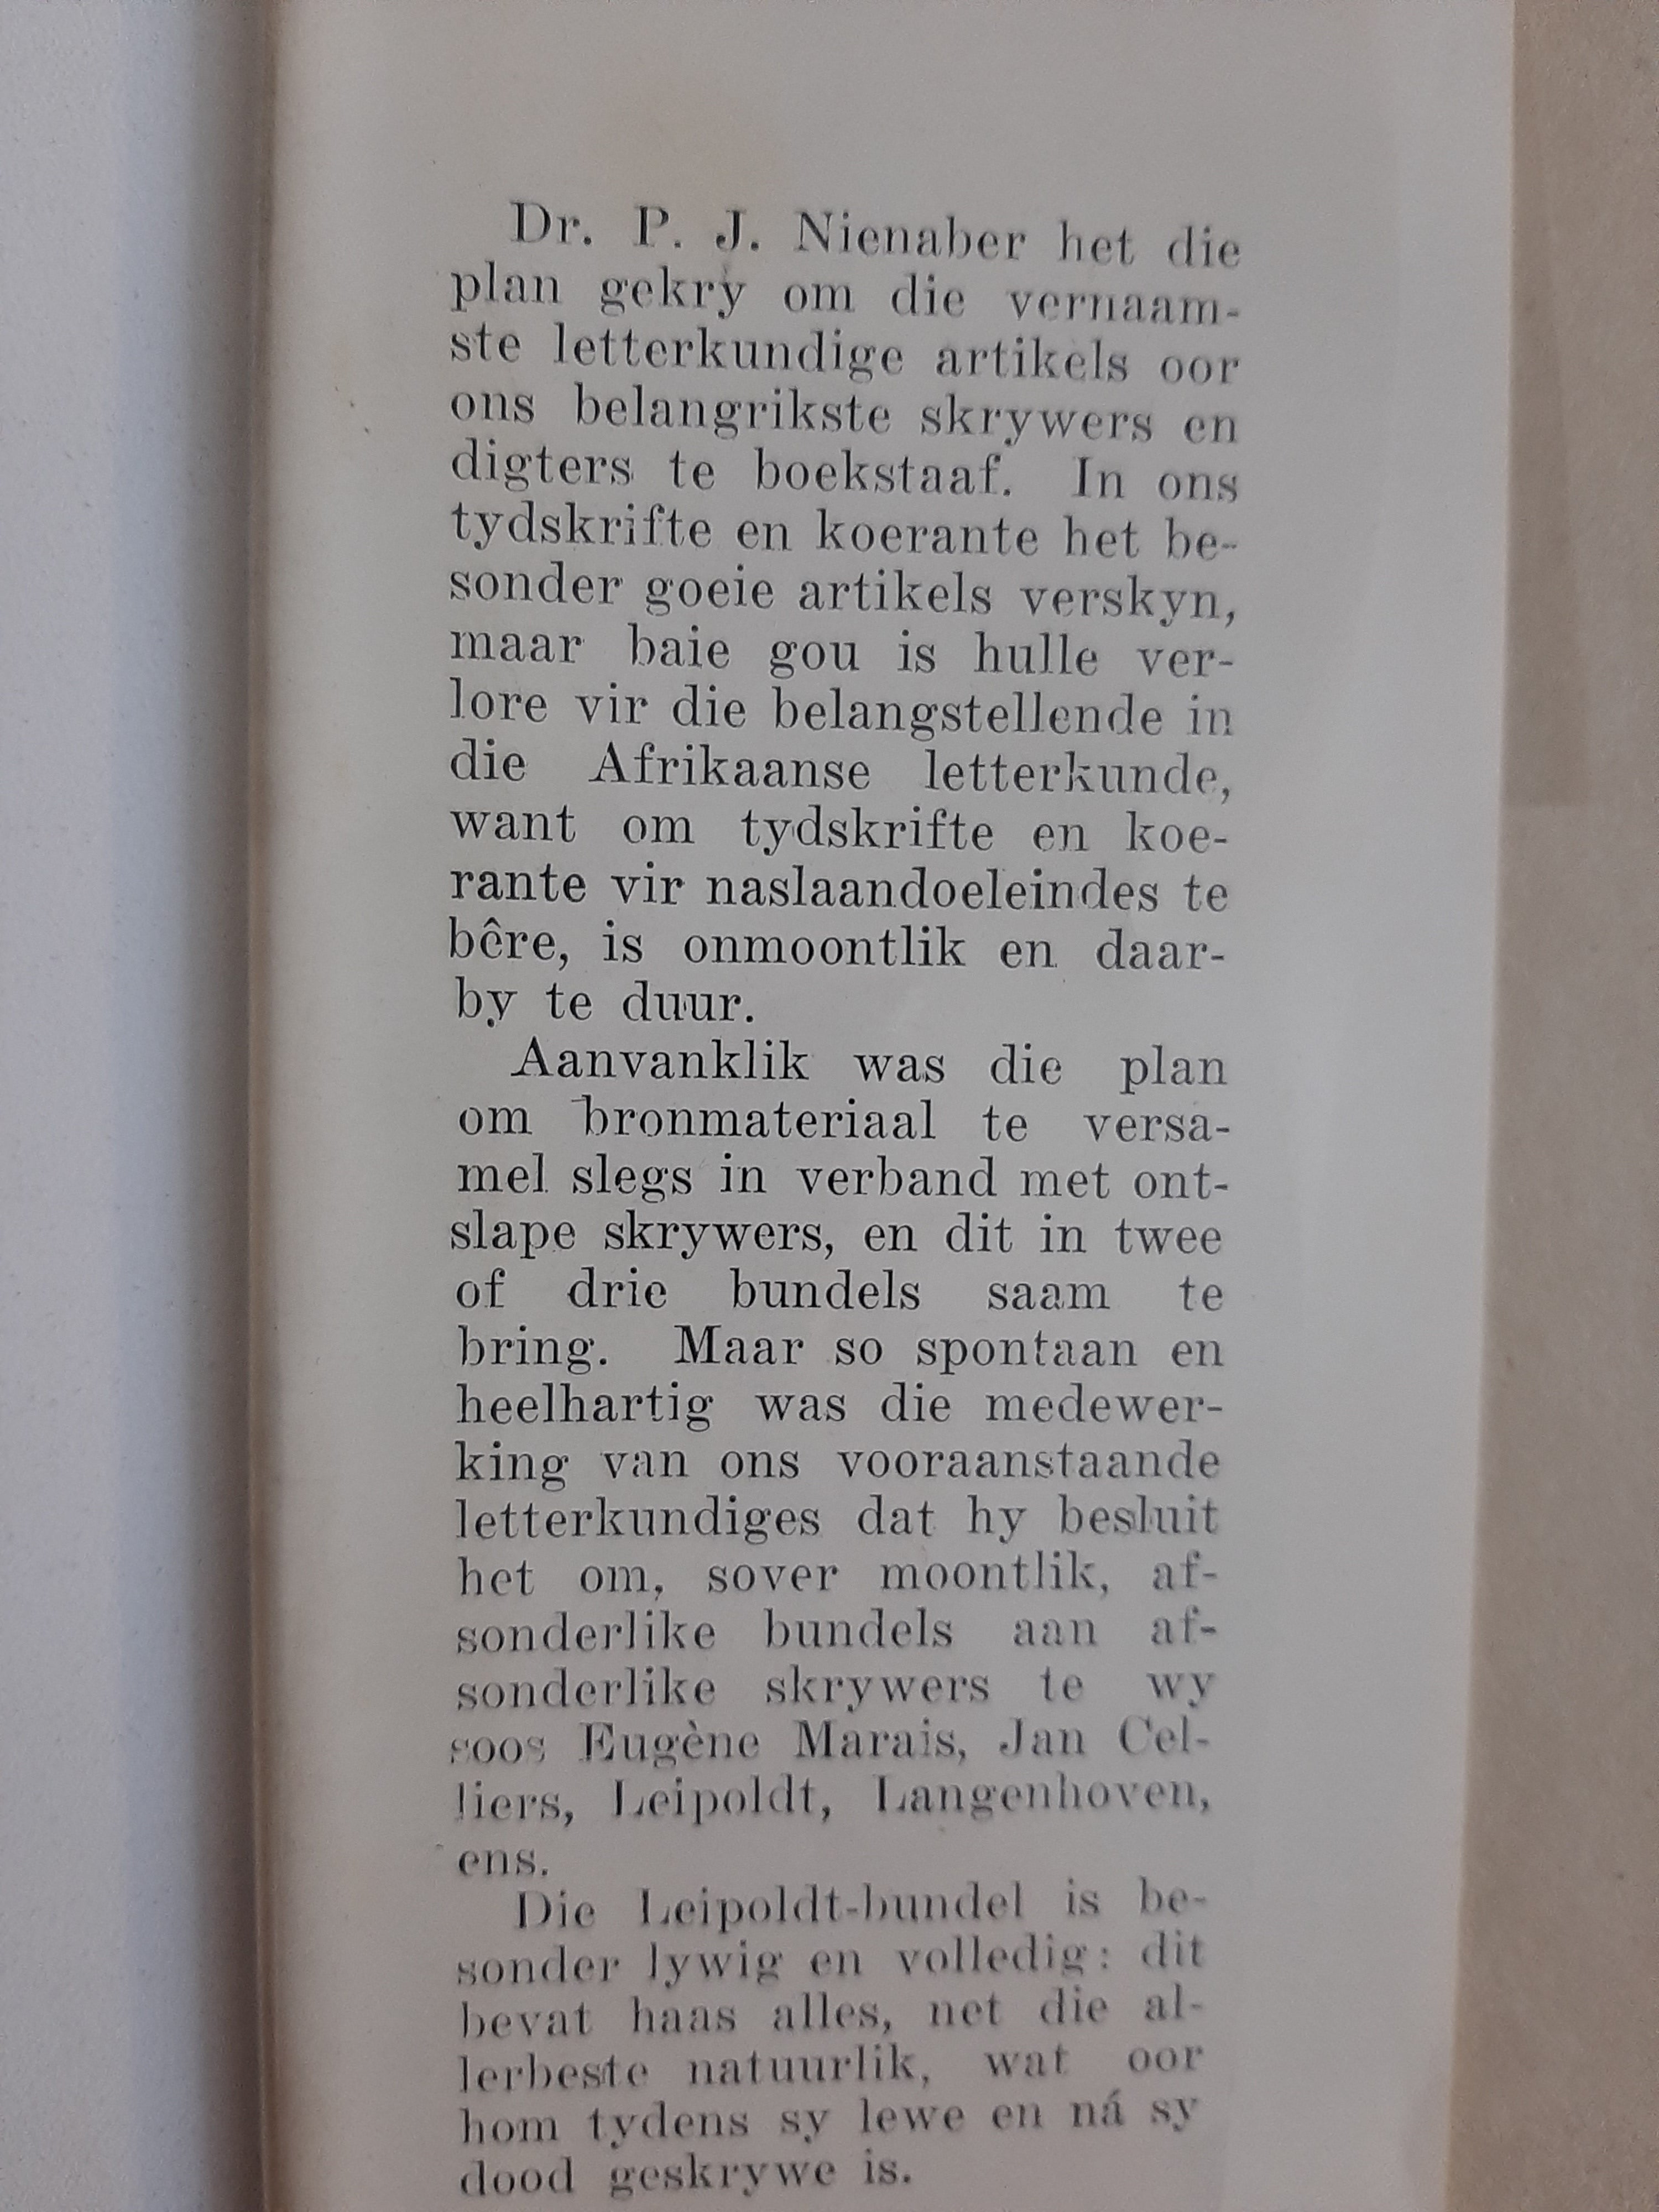 Dr. P. J. Nienaber het die
plan gekry om die vernaam-
ste letterkundige artikels oor
ons belangrikste skrywers en
digters te boekstaaf. In ons
tydskrifte en koerante het be-
sonder goeie artikels verskyn,
maar baie gou is hulle ver-
lore vir die belangstellende in
die Afrikaanse letterkunde,
want om tydskrifte en koe-
rante vir naslaandoeleindes te
bêre, is onmoontlik en daar-
by te duur.
Aanvanklik was die plan
om bronmateriaal te versa-
mel slegs in verband met ont-
slape skrywers, en dit in twee
of drie bundels saam te
bring. Maar so spontaan en
heelhartig was die medewer-
king van ons vooraanstaande
letterkundiges dat hy besluit
het om, sover moontlik, af-
sonderlike bundels aan af-
sonderlike skrywers te wy
soos Eugène Marais, Jan Cel-
liers, Leipoldt, Langenhoven,
ens.
Die Leipoldt-bundel is be-
sonder lywig en volledig: dit
bevat haas alles, net die al-
lerbeste natuurlik, wat oor
hom tydens sy lewe en ná sy
dood geskrywe is.